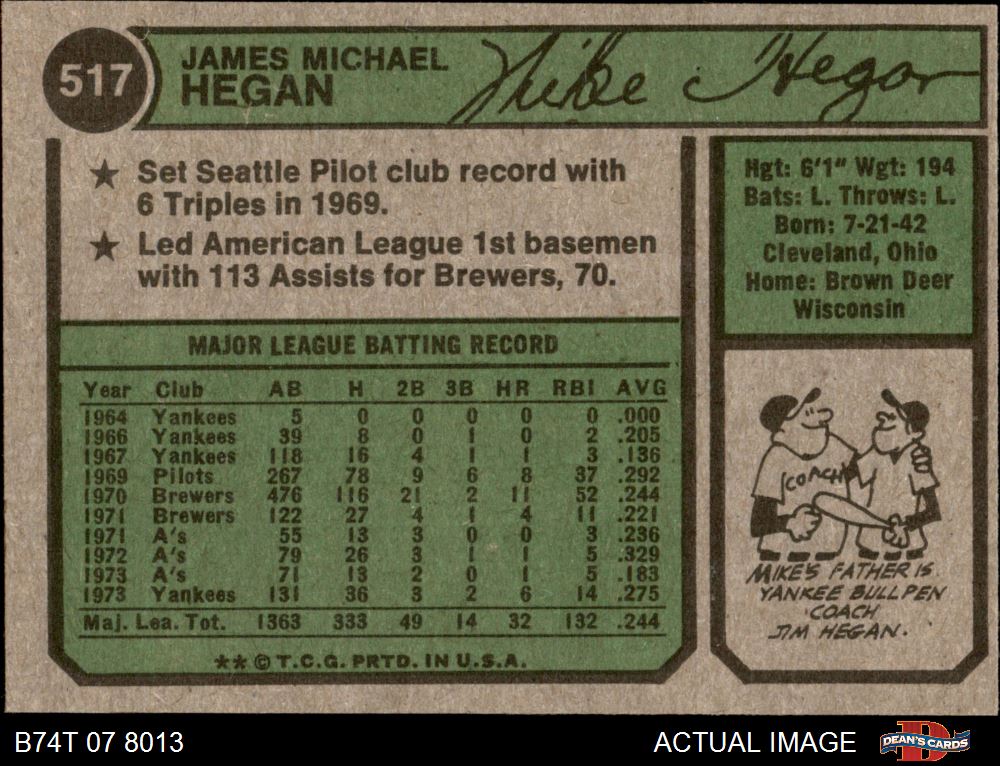 517
JAMES MICHAEL
HEGAN
Mike Hegan
★ Set Seattle Pilot club record with
6 Triples in 1969.
★ Led American League 1st basemen
with 113 Assists for Brewers, 70.
Hgt: 6'1" Wgt: 194
Bats: L. Throws: L.
Born: 7-21-42
Cleveland, Ohio
Home: Brown Deer
Wisconsin
MAJOR LEAGUE BATTING RECORD
Year Club AB H 2B 3B HR RBI AVG
1964 Yankees 5 0 0 0 0 0 .000
1966 Yankees 39 8 0 1 0 2 .205
1967 Yankees 118 16 4 1 1 3 .136
1969 Pilots 267 78 9 6 8 37 .292
1970 Brewers 476 116 21 2 11 52 .244
1971 Brewers 122 27 4 1 4 11 .221
1971 A's 55 13 3 0 0 3 .236
1972 A's 79 26 3 1 1 5 .329
1973 A's 71 13 2 0 1 5 .183
1973 Yankees 131 36 3 2 6 14 .275
Maj. Lea. Tot. 1363 333 49 14 32 132 .244
★★ © T.C.G. PRTD. IN U.S.A.
COACH
MIKE'S FATHER IS
YANKEE BULLPEN
COACH
JIM HEGAN.
B74T 07 8013
ACTUAL IMAGE
DEAN'S CARDS